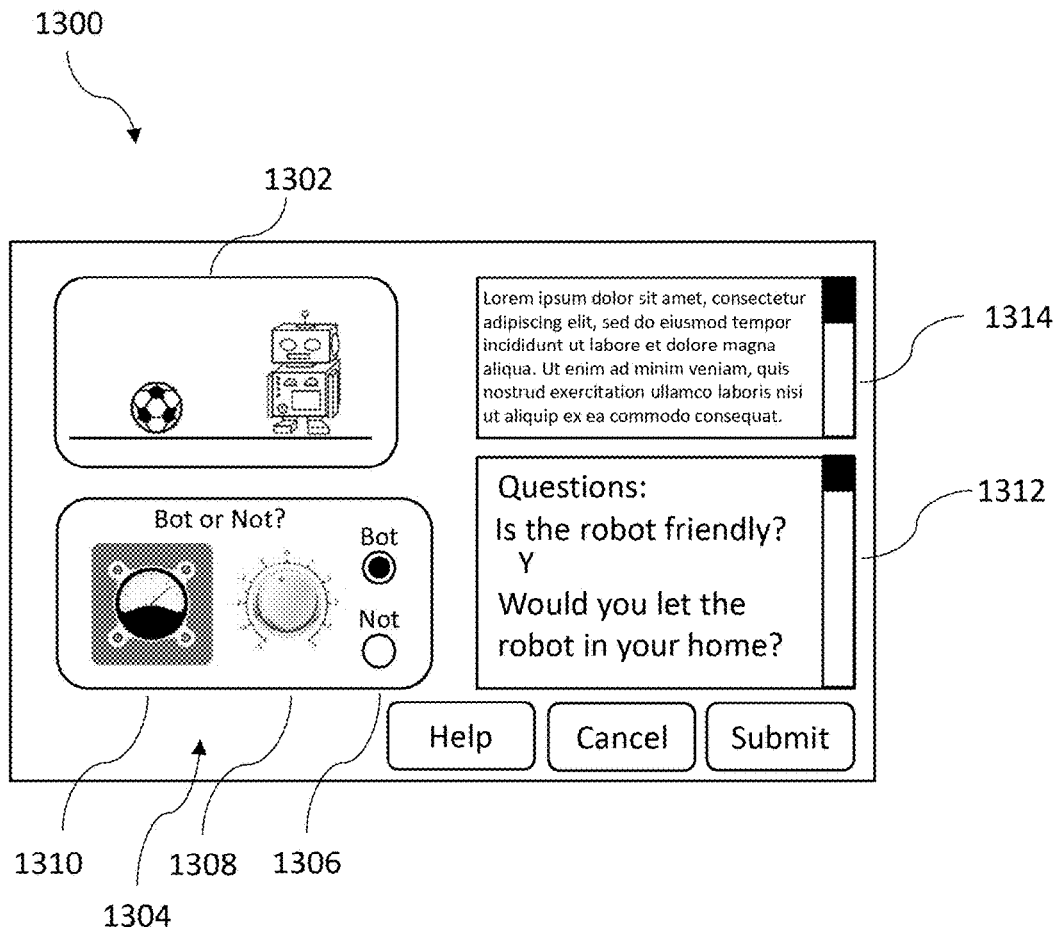 1300
1302
Lorem ipsum dolor sit amet, consectetur
adipiscing elit, sed do eiusmod tempor
incididunt ut labore et dolore magna
aliqua. Ut enim ad minim veniam, quis
nostrud exercitation ullamco laboris nisi
ut aliquip ex ea commodo consequat.
1314
Bot or Not?
Bot
Not
Questions:
Is the robot friendly?
Y
Would you let the
robot in your home?
1312
Help
Cancel
Submit
1310
1308
1306
1304